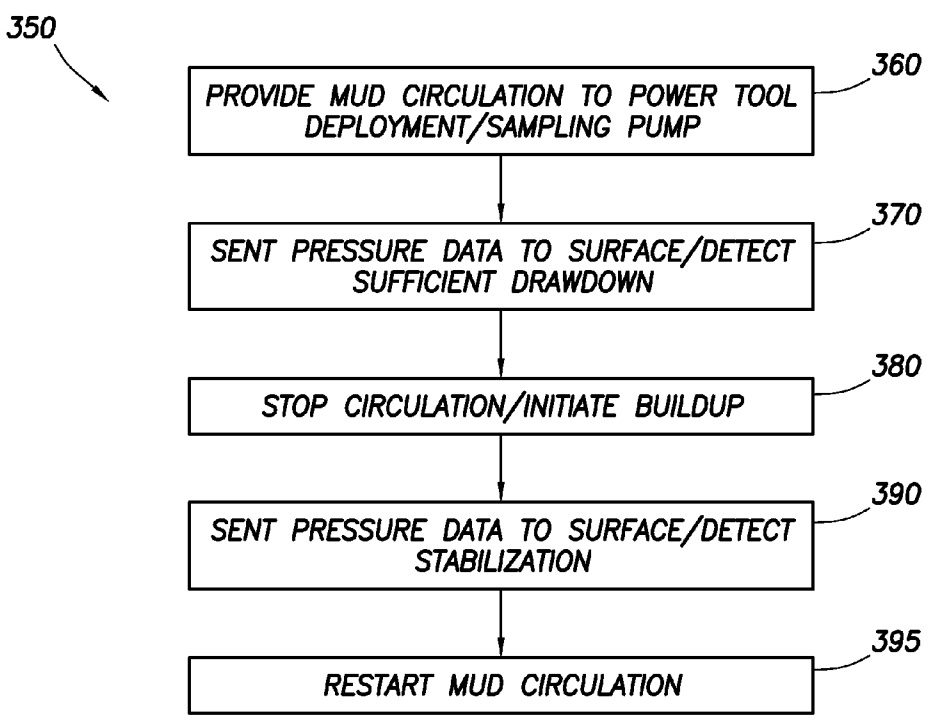 350
PROVIDE MUD CIRCULATION TO POWER TOOL
DEPLOYMENT/SAMPLING PUMP
360
SENT PRESSURE DATA TO SURFACE/DETECT
SUFFICIENT DRAWDOWN
370
STOP CIRCULATION/INITIATE BUILDUP
380
SENT PRESSURE DATA TO SURFACE/DETECT
STABILIZATION
390
RESTART MUD CIRCULATION
395